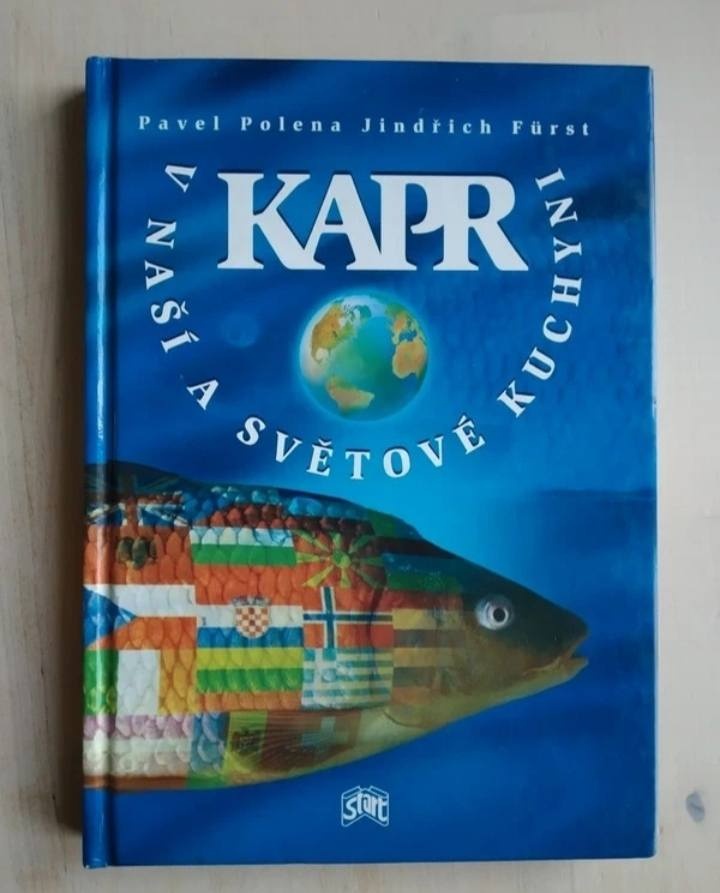 Pavel Polena Jindřich Fürst
KAPR
V NAŠÍ A SVĚTOVÉ KUCHYNI
Start